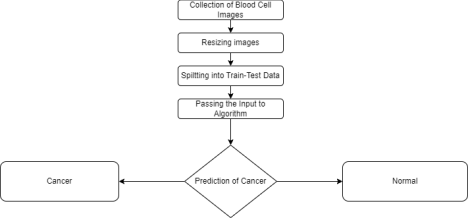 Collection of Blood Cell
Images
Resizing images
Spiltting into Train-Test Data
Passing the Input to
Algorithm
Prediction of Cancer
Cancer
Normal